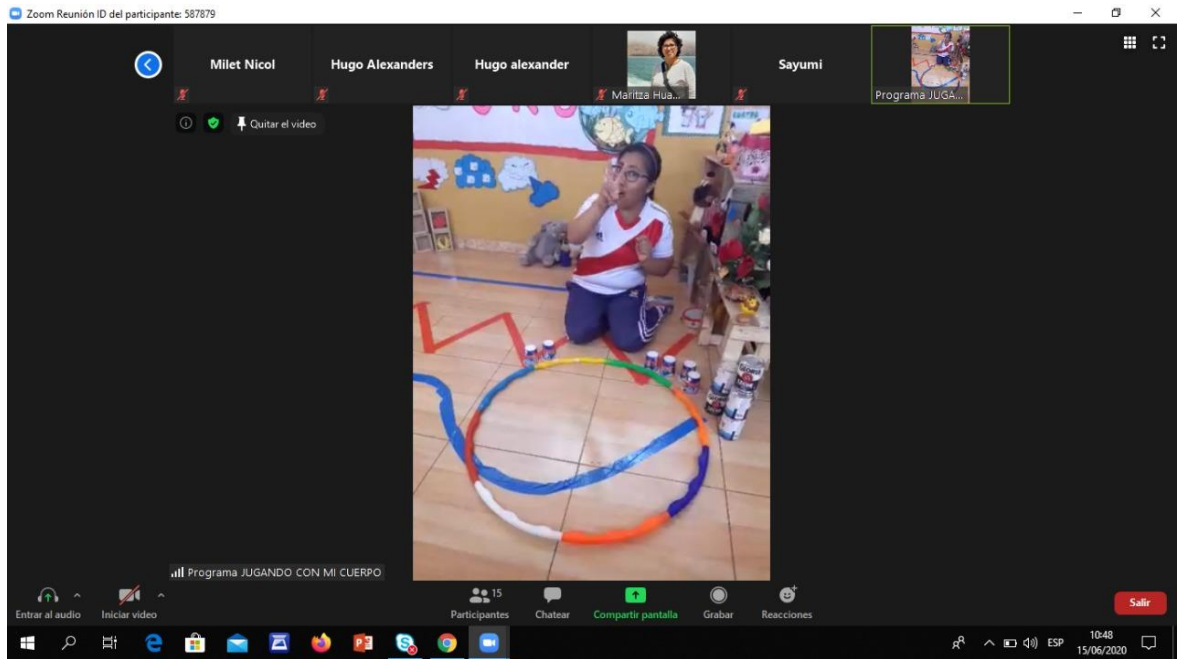 Zoom Reunión ID del participante: 587879
Milet Nicol
Hugo Alexanders
Hugo alexander
Maritza Hua...
Sayumi
Programa JUGA...
Quitar el video
Programa JUGANDO CON MI CUERPO
Entrar al audio
Iniciar video
15
Participantes
Chatear
Compartir pantalla
Grabar
Reacciones
Salir
ESP
10:48
15/06/2020